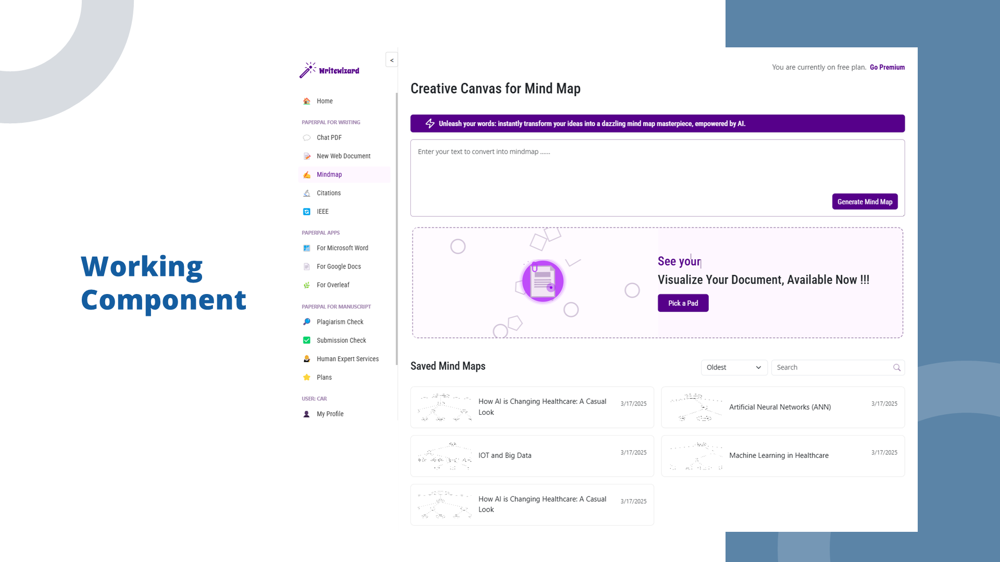 Working
Component
Writewizard
<
Home
PAPERPAL FOR WRITING
Chat PDF
New Web Document
Mindmap
Citations
IEEE
PAPERPAL APPS
For Microsoft Word
For Google Docs
For Overleaf
PAPERPAL FOR MANUSCRIPT
Plagiarism Check
Submission Check
Human Expert Services
Plans
USER: CAR
My Profile
You are currently on free plan. Go Premium
Creative Canvas for Mind Map
Unleash your words: instantly transform your ideas into a dazzling mind map masterpiece, empowered by AI.
Enter your text to convert into mindmap ......
Generate Mind Map
See your
Visualize Your Document, Available Now !!!
Pick a Pad
Saved Mind Maps
Oldest
Search
How AI is Changing Healthcare: A Casual
Look
3/17/2025
Artificial Neural Networks (ANN)
3/17/2025
IOT and Big Data
3/17/2025
Machine Learning in Healthcare
3/17/2025
How AI is Changing Healthcare: A Casual
Look
3/17/2025